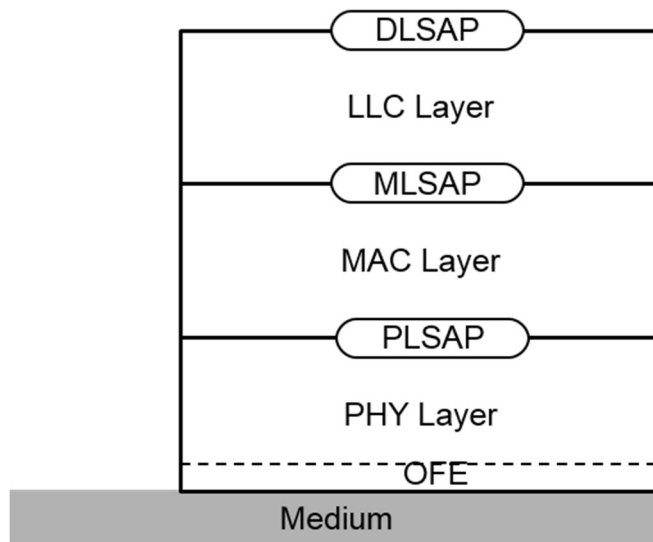 DLSAP
LLC Layer
MLSAP
MAC Layer
PLSAP
PHY Layer
OFE
Medium